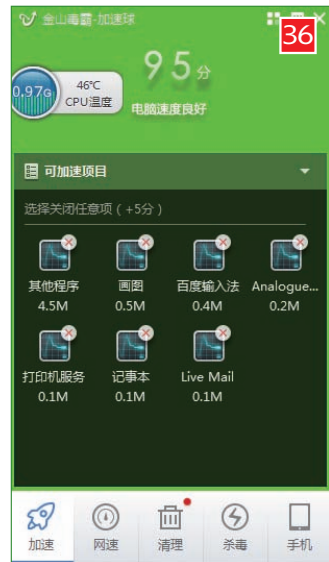 金山毒霸-加速球
36
95分
0.97G
46℃
CPU温度
电脑速度良好
可加速项目
选择关闭任意项（+5分）
其他程序 画图 百度输入法 Analogue...
4.5M 0.5M 0.4M 0.2M
打印机服务 记事本 Live Mail
0.1M 0.1M 0.1M
加速 网速 清理 杀毒 手机